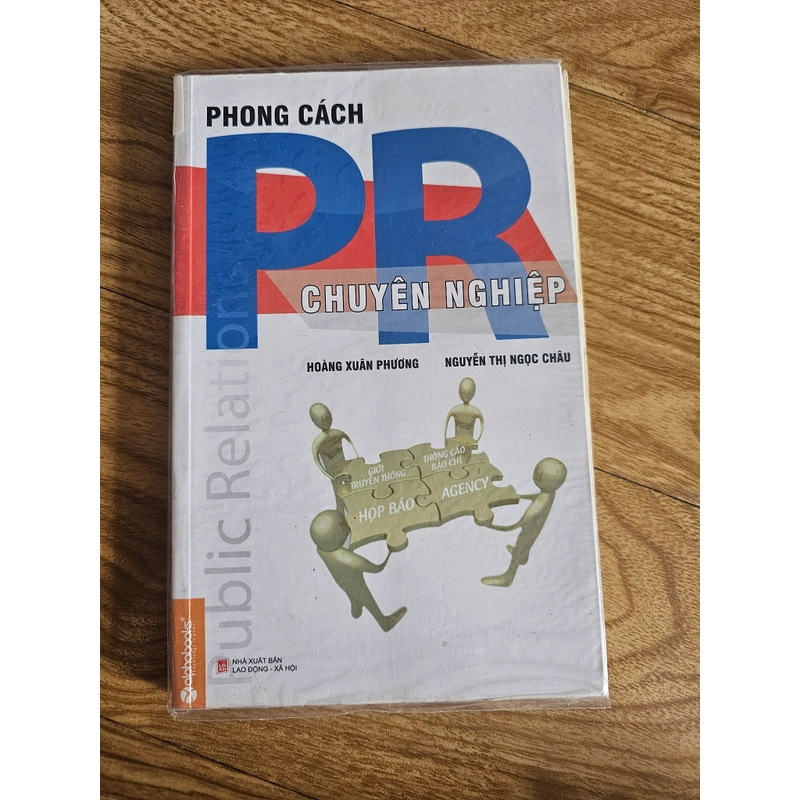 PHONG CÁCH
PR
CHUYÊN NGHIỆP
HOÀNG XUÂN PHƯƠNG
NGUYỄN THỊ NGỌC CHÂU
GIỚI
TRUYỀN THÔNG
THÔNG CÁO
BÁO CHÍ
HỌP BÁO
AGENCY
Public Relation
alphabooks
NHÀ XUẤT BẢN
LAO ĐỘNG - XÃ HỘI